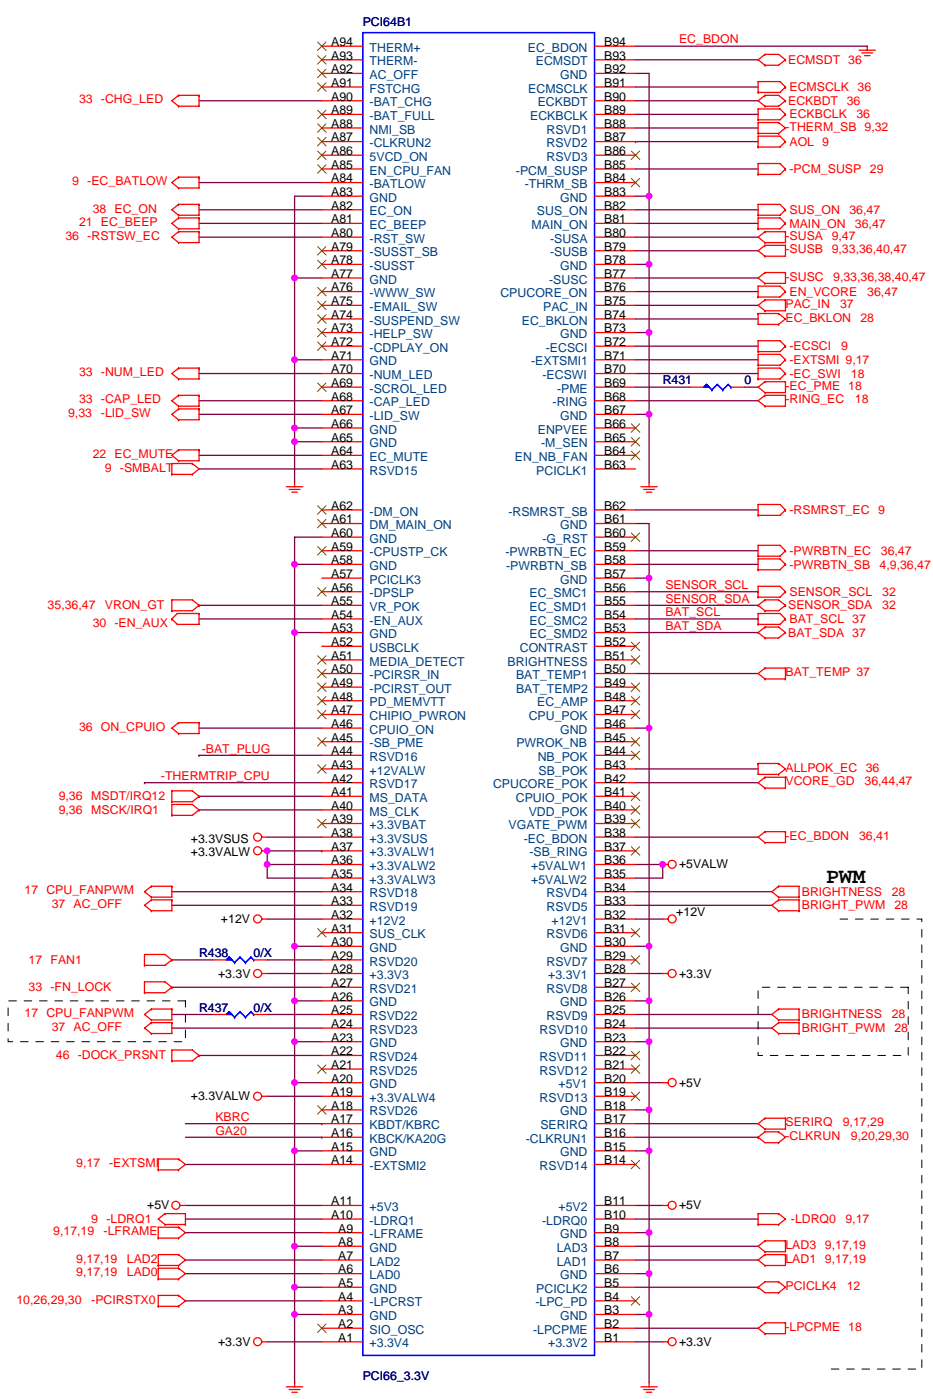 PCI64B1
A94 THERM+ EC_BDON B94 EC_BDON
A93 THERM- ECMSDT B93 ECMSDT 36
A92 AC_OFF GND B92
A91 FSTCHG ECMSCLK B91 ECMSCLK 36
33 -CHG_LED A90 -BAT_CHG ECKBDT B90 ECKBDT 36
A89 -BAT_FULL ECKBCLK B89 ECKBCLK 36
A88 NMI_SB RSVD1 B88 -THERM_SB 9,32
A87 -CLKRUN2 RSVD2 B87 AOL 9
A86 5VCD_ON RSVD3 B86
A85 EN_CPU_FAN -PCM_SUSP B85 -PCM_SUSP 29
9 -EC_BATLOW A84 -BATLOW -THRM_SB B84
A83 GND GND B83
38 EC_ON A82 EC_ON SUS_ON B82 SUS_ON 36,47
21 EC_BEEP A81 EC_BEEP MAIN_ON B81 MAIN_ON 36,47
36 -RSTSW_EC A80 -RST_SW -SUSA B80 -SUSA 9,47
A79 -SUSST_SB -SUSB B79 -SUSB 9,33,36,40,47
A78 -SUSST GND B78
A77 GND -SUSC B77 -SUSC 9,33,36,38,40,47
A76 -WWW_SW CPUCORE_ON B76 EN_VCORE 36,47
A75 -EMAIL_SW PAC_IN B75 PAC_IN 37
A74 -SUSPEND_SW EC_BKLON B74 EC_BKLON 28
A73 -HELP_SW GND B73
A72 -CDPLAY_ON -ECSCI B72 -ECSCI 9
A71 GND -EXTSMI1 B71 -EXTSMI 9,17
33 -NUM_LED A70 -NUM_LED -ECSWI B70 -EC_SWI 18
A69 -SCROL_LED -PME B69 R431 0 EC_PME 18
33 -CAP_LED A68 -CAP_LED -RING B68 -RING_EC 18
9,33 -LID_SW A67 -LID_SW GND B67
A66 GND ENPVEE B66
A65 GND -M_SEN B65
22 EC_MUTE A64 EC_MUTE EN_NB_FAN B64
9 -SMBALT A63 RSVD15 PCICLK1 B63
A62 -DM_ON -RSMRST_SB B62 -RSMRST_EC 9
A61 DM_MAIN_ON GND B61
A60 GND -G_RST B60
A59 -CPUSTP_CK -PWRBTN_EC B59 -PWRBTN_EC 36,47
A58 GND -PWRBTN_SB B58 -PWRBTN_SB 4,9,36,47
A57 PCICLK3 GND B57
A56 -DPSLP EC_SMC1 B56 SENSOR_SCL SENSOR_SCL 32
35,36,47 VRON_GT A55 VR_POK EC_SMD1 B55 SENSOR_SDA SENSOR_SDA 32
30 -EN_AUX A54 -EN_AUX EC_SMC2 B54 BAT_SCL BAT_SCL 37
A53 GND EC_SMD2 B53 BAT_SDA BAT_SDA 37
A52 USBCLK CONTRAST B52
A51 MEDIA_DETECT BRIGHTNESS B51
A50 -PCIRSR_IN BAT_TEMP1 B50 BAT_TEMP 37
A49 -PCIRST_OUT BAT_TEMP2 B49
A48 PD_MEMVTT EC_AMP B48
A47 CHIPIO_PWRON CPU_POK B47
36 ON_CPUIO A46 CPUIO_ON GND B46
A45 -SB_PME PWROK_NB B45
-BAT_PLUG A44 RSVD16 NB_POK B44
A43 +12VALW SB_POK B43 ALLPOK_EC 36
-THERMTRIP_CPU A42 RSVD17 CPUCORE_POK B42 VCORE_GD 36,44,47
9,36 MSDT/IRQ12 A41 MS_DATA CPUIO_POK B41
9,36 MSCK/IRQ1 A40 MS_CLK VDD_POK B40
A39 +3.3VBAT VGATE_PWM B39
+3.3VSUS A38 +3.3VSUS -EC_BDON B38 -EC_BDON 36,41
+3.3VALW A37 +3.3VALW1 -SB_RING B37
A36 +3.3VALW2 +5VALW1 B36 +5VALW
A35 +3.3VALW3 +5VALW2 B35
PWM
17 CPU_FANPWM A34 RSVD18 RSVD4 B34 BRIGHTNESS 28
37 AC_OFF A33 RSVD19 RSVD5 B33 BRIGHT_PWM 28
+12V A32 +12V2 +12V1 B32 +12V
A31 SUS_CLK RSVD6 B31
A30 GND GND B30
17 FAN1 R438 0/X A29 RSVD20 RSVD7 B29
+3.3V A28 +3.3V3 +3.3V1 B28 +3.3V
33 -FN_LOCK A27 RSVD21 RSVD8 B27
A26 GND GND B26
17 CPU_FANPWM R437 0/X A25 RSVD22 RSVD9 B25 BRIGHTNESS 28
37 AC_OFF A24 RSVD23 RSVD10 B24 BRIGHT_PWM 28
A23 GND GND B23
46 -DOCK_PRSNT A22 RSVD24 RSVD11 B22
A21 RSVD25 RSVD12 B21
A20 GND +5V1 B20 +5V
+3.3VALW A19 +3.3VALW4 RSVD13 B19
A18 RSVD26 GND B18
KBRC A17 KBDT/KBRC SERIRQ B17 SERIRQ 9,17,29
GA20 A16 KBCK/KA20G -CLKRUN1 B16 -CLKRUN 9,20,29,30
A15 GND GND B15
9,17 -EXTSMI A14 -EXTSMI2 RSVD14 B14
+5V A11 +5V3 +5V2 B11 +5V
9 -LDRQ1 A10 -LDRQ1 -LDRQ0 B10 -LDRQ0 9,17
9,17,19 -LFRAME A9 -LFRAME GND B9
A8 GND LAD3 B8 LAD3 9,17,19
9,17,19 LAD2 A7 LAD2 LAD1 B7 LAD1 9,17,19
9,17,19 LAD0 A6 LAD0 GND B6
A5 GND PCICLK2 B5 PCICLK4 12
10,26,29,30 -PCIRSTX0 A4 -LPCRST -LPC_PD B4
A3 GND GND B3
A2 SIO_OSC -LPCPME B2 -LPCPME 18
+3.3V A1 +3.3V4 +3.3V2 B1 +3.3V
PCI66_3.3V